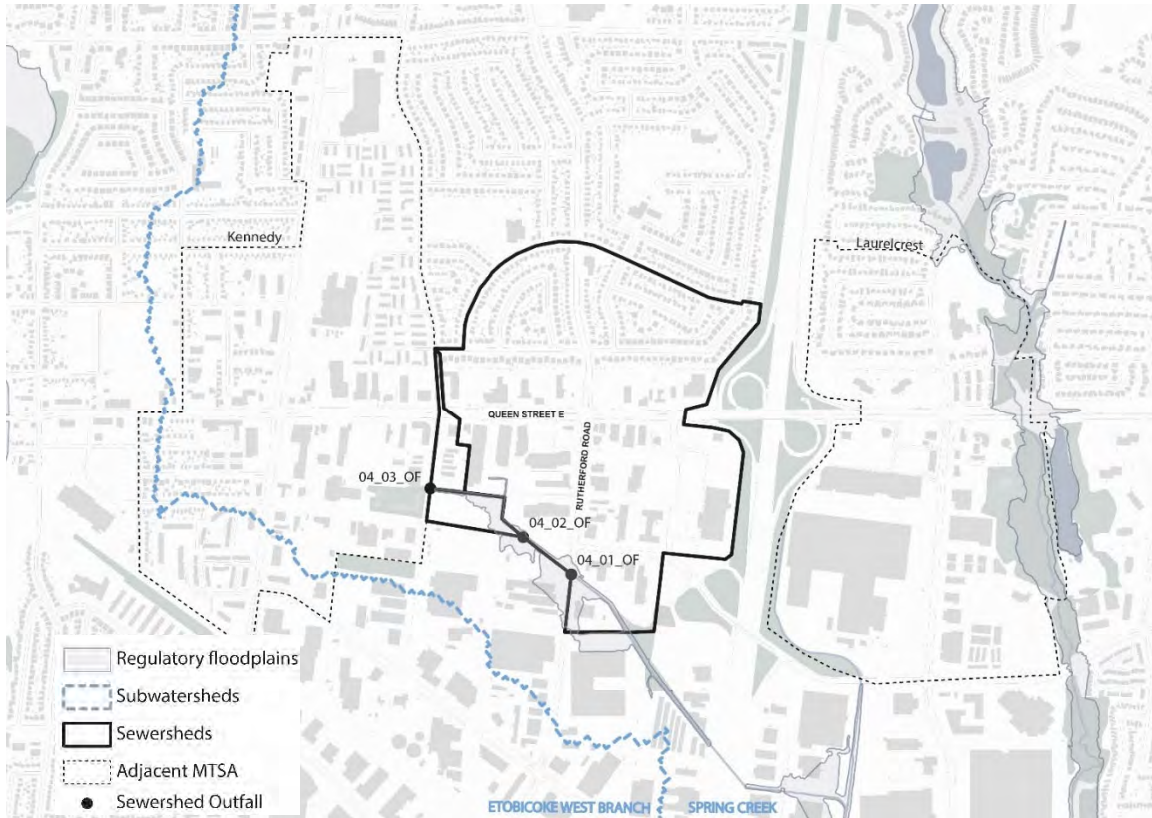 Kennedy
Laurelcrest
QUEEN STREET E
RUTHERFORD ROAD
04_03_OF
04_02_OF
04_01_OF
Regulatory floodplains
Subwatersheds
Sewersheds
Adjacent MTSA
Sewershed Outfall
ETOBICOKE WEST BRANCH
SPRING CREEK